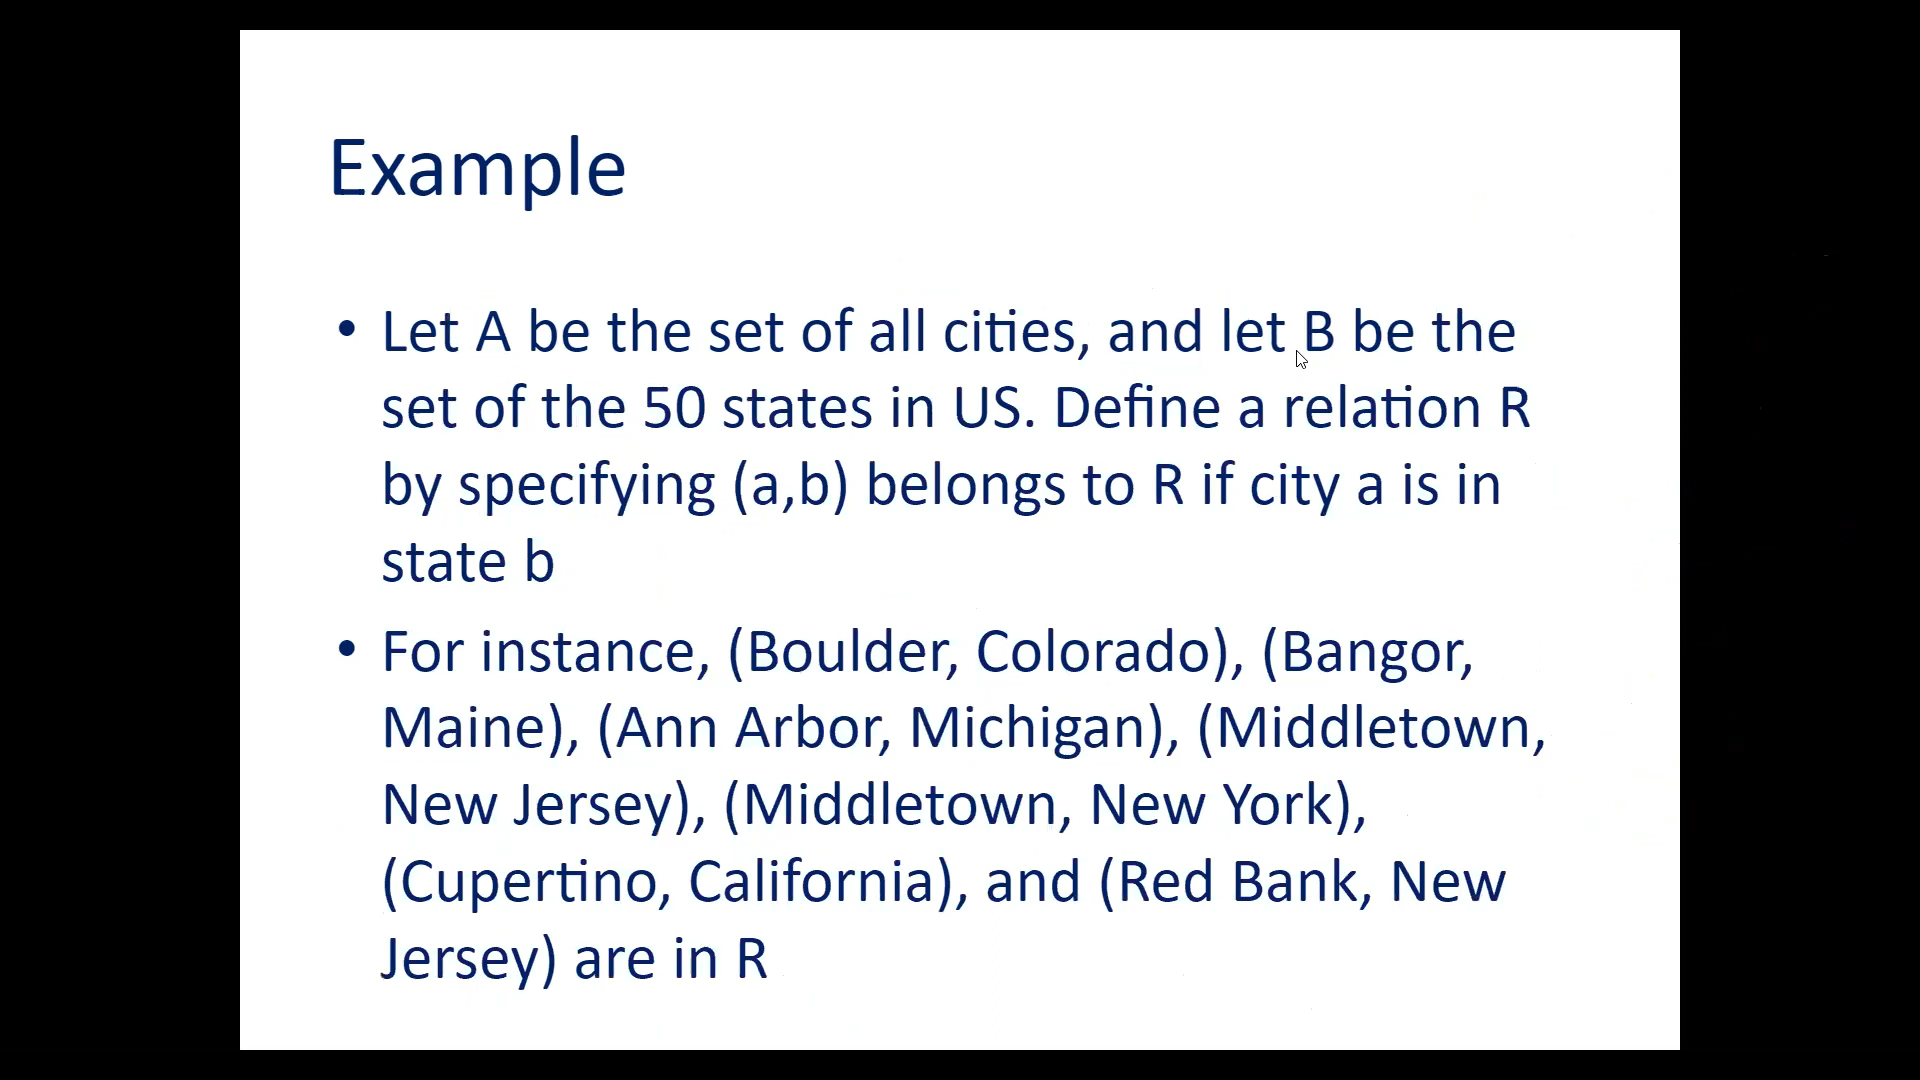 Example
• Let A be the set of all cities, and let B be the
set of the 50 states in US. Define a relation R
by specifying (a,b) belongs to R if city a is in
state b
• For instance, (Boulder, Colorado), (Bangor,
Maine), (Ann Arbor, Michigan), (Middletown,
New Jersey), (Middletown, New York),
(Cupertino, California), and (Red Bank, New
Jersey) are in R